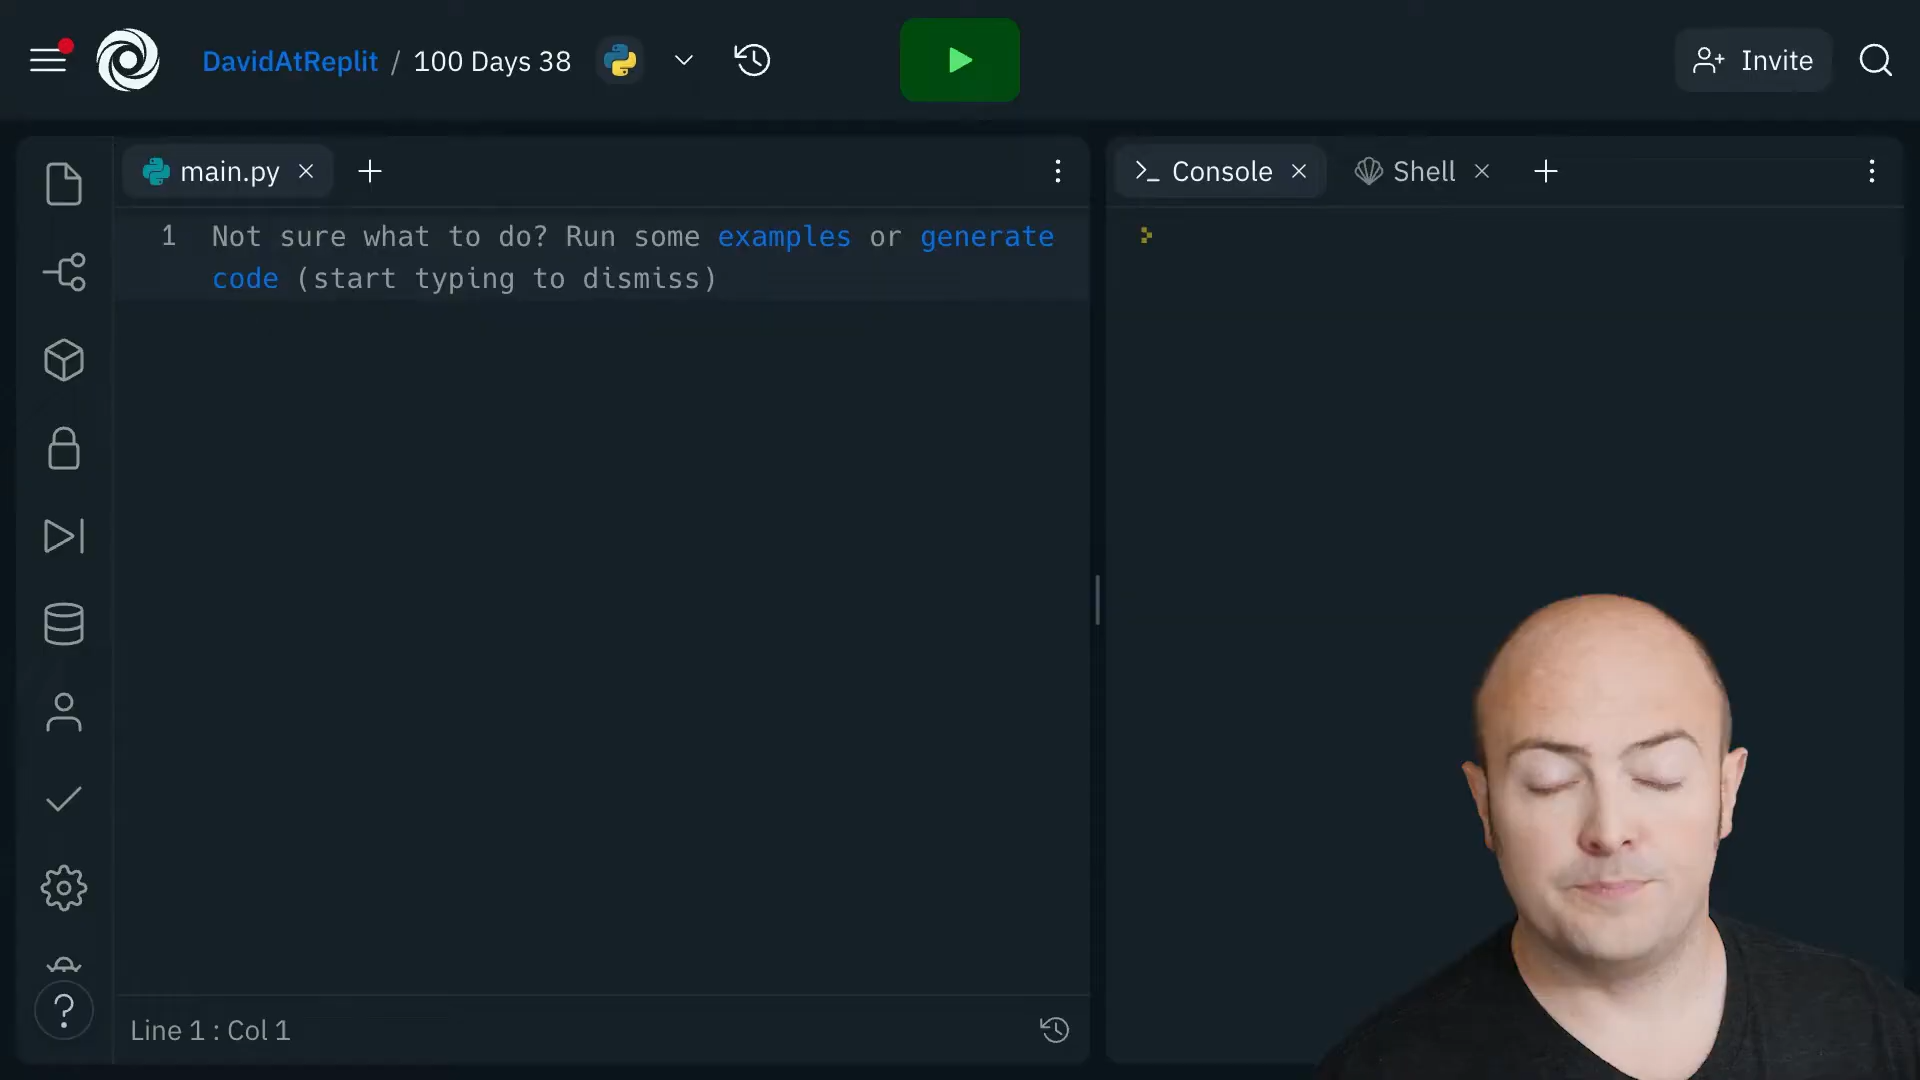 DavidAtReplit / 100 Days 38
Invite
main.py
Console
Shell
1 Not sure what to do? Run some examples or generate
code (start typing to dismiss)
Line 1 : Col 1